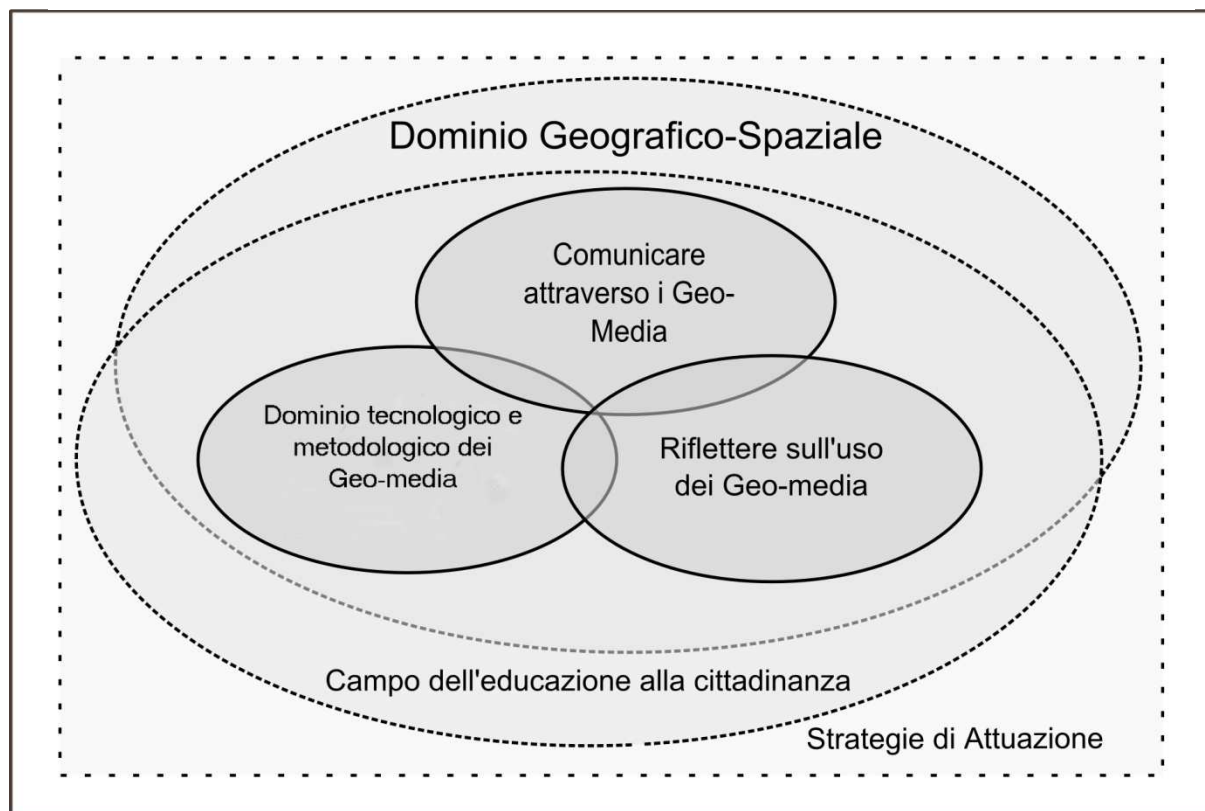 Dominio Geografico-Spaziale
Comunicare
attraverso i Geo-
Media
Dominio tecnologico e
metodologico dei
Geo-media
Riflettere sull'uso
dei Geo-media
Campo dell'educazione alla cittadinanza
Strategie di Attuazione